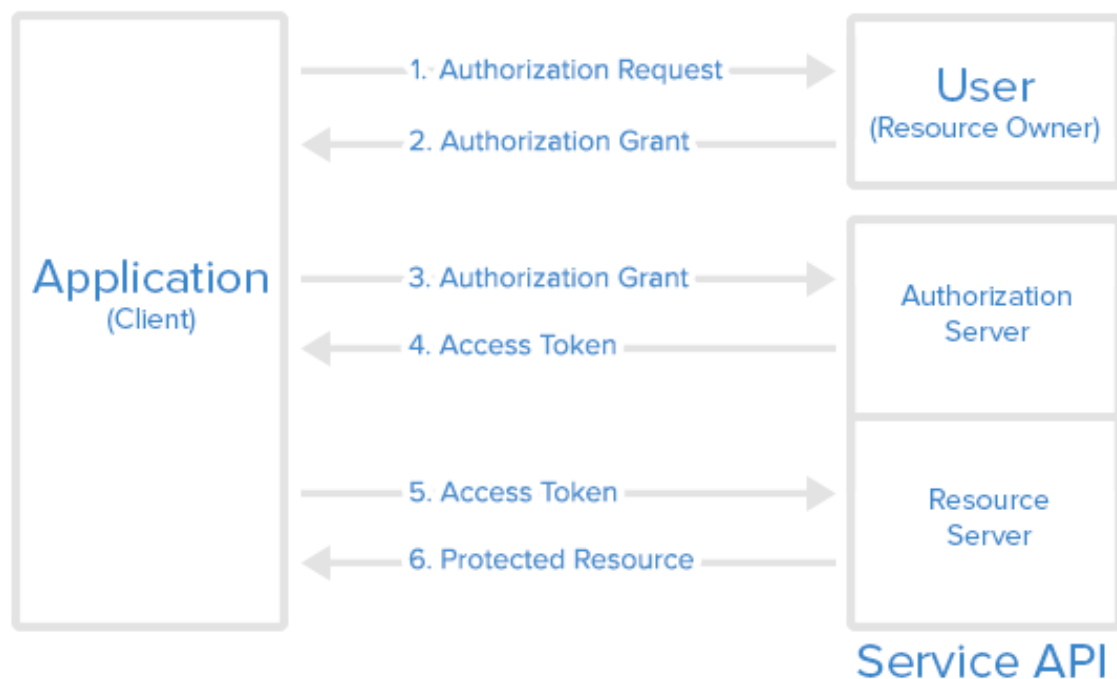 1. Authorization Request
User
(Resource Owner)
2. Authorization Grant
Application
(Client)
3. Authorization Grant
Authorization
Server
4. Access Token
5. Access Token
Resource
Server
6. Protected Resource
Service API